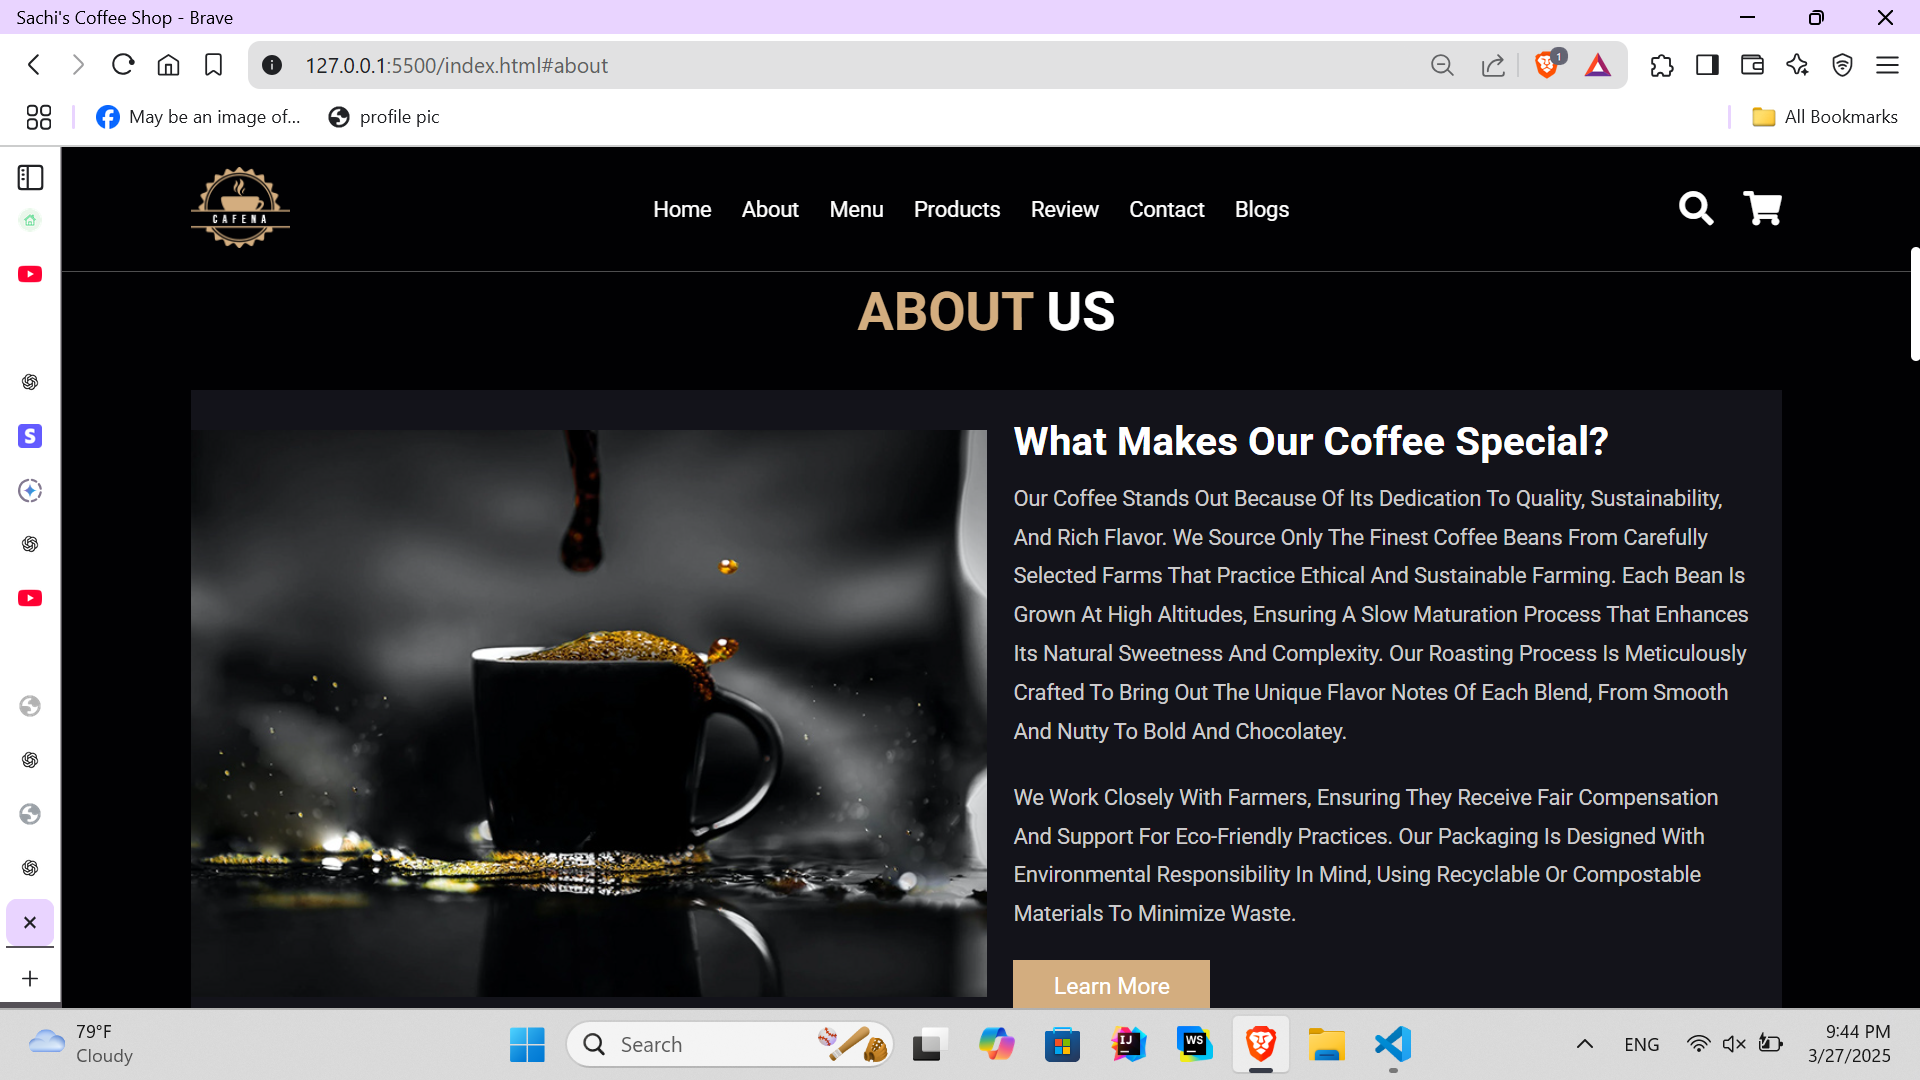 Sachi's Coffee Shop - Brave
127.0.0.1:5500/index.html#about
1
May be an image of...
profile pic
All Bookmarks
CAFENA
Home
About
Menu
Products
Review
Contact
Blogs
ABOUT US
What Makes Our Coffee Special?
Our Coffee Stands Out Because Of Its Dedication To Quality, Sustainability,
And Rich Flavor. We Source Only The Finest Coffee Beans From Carefully
Selected Farms That Practice Ethical And Sustainable Farming. Each Bean Is
Grown At High Altitudes, Ensuring A Slow Maturation Process That Enhances
Its Natural Sweetness And Complexity. Our Roasting Process Is Meticulously
Crafted To Bring Out The Unique Flavor Notes Of Each Blend, From Smooth
And Nutty To Bold And Chocolatey.
We Work Closely With Farmers, Ensuring They Receive Fair Compensation
And Support For Eco-Friendly Practices. Our Packaging Is Designed With
Environmental Responsibility In Mind, Using Recyclable Or Compostable
Materials To Minimize Waste.
Learn More
S
79°F
Cloudy
Search
IJ
WS
ENG
9:44 PM
3/27/2025